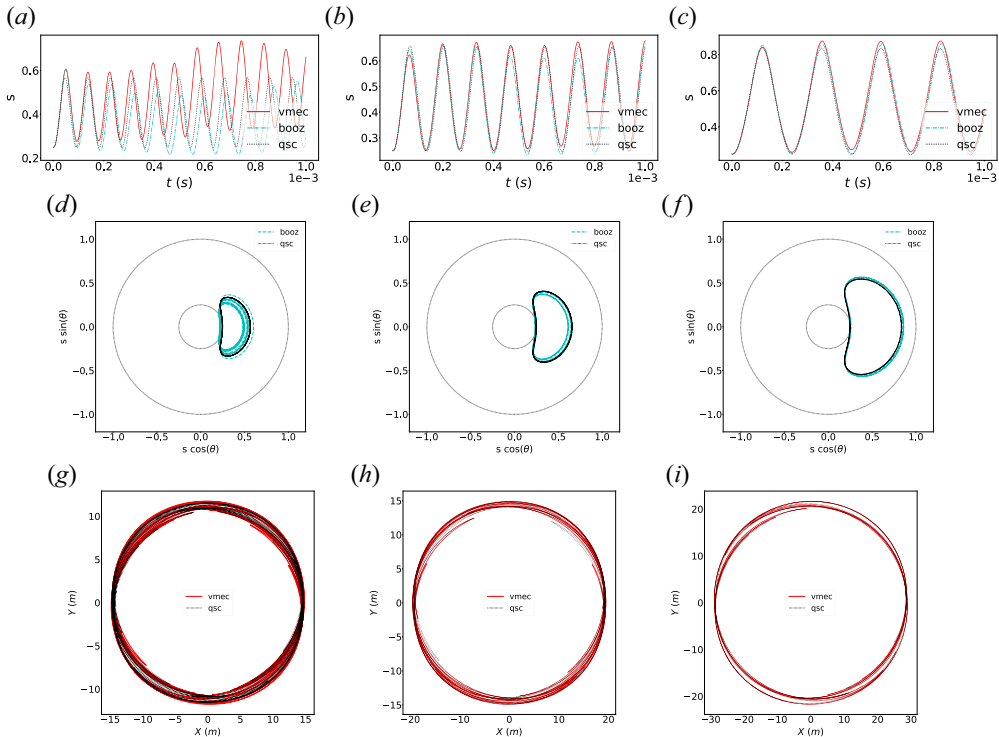 (a)
s
0.6
0.4
0.2
vmec
booz
qsc
0.0 0.2 0.4 0.6 0.8 1.0
1e−3
t (s)
(b)
s
0.6
0.5
0.4
0.3
vmec
booz
qsc
0.0 0.2 0.4 0.6 0.8 1.0
1e−3
t (s)
(c)
s
0.8
0.6
0.4
vmec
booz
qsc
0.0 0.2 0.4 0.6 0.8 1.0
1e−3
t (s)
(d)
booz
qsc
s sin(θ)
1.0
0.5
0.0
−0.5
−1.0
−1.0 −0.5 0.0 0.5 1.0
s cos(θ)
(e)
booz
qsc
s sin(θ)
1.0
0.5
0.0
−0.5
−1.0
−1.0 −0.5 0.0 0.5 1.0
s cos(θ)
(f)
booz
qsc
s sin(θ)
1.0
0.5
0.0
−0.5
−1.0
−1.0 −0.5 0.0 0.5 1.0
s cos(θ)
(g)
Y (m)
10
5
0
−5
−10
vmec
qsc
−15 −10 −5 0 5 10 15
X (m)
(h)
Y (m)
15
10
5
0
−5
−10
−15
vmec
qsc
−20 −10 0 10 20
X (m)
(i)
Y (m)
20
10
0
−10
−20
vmec
qsc
−30 −20 −10 0 10 20 30
X (m)